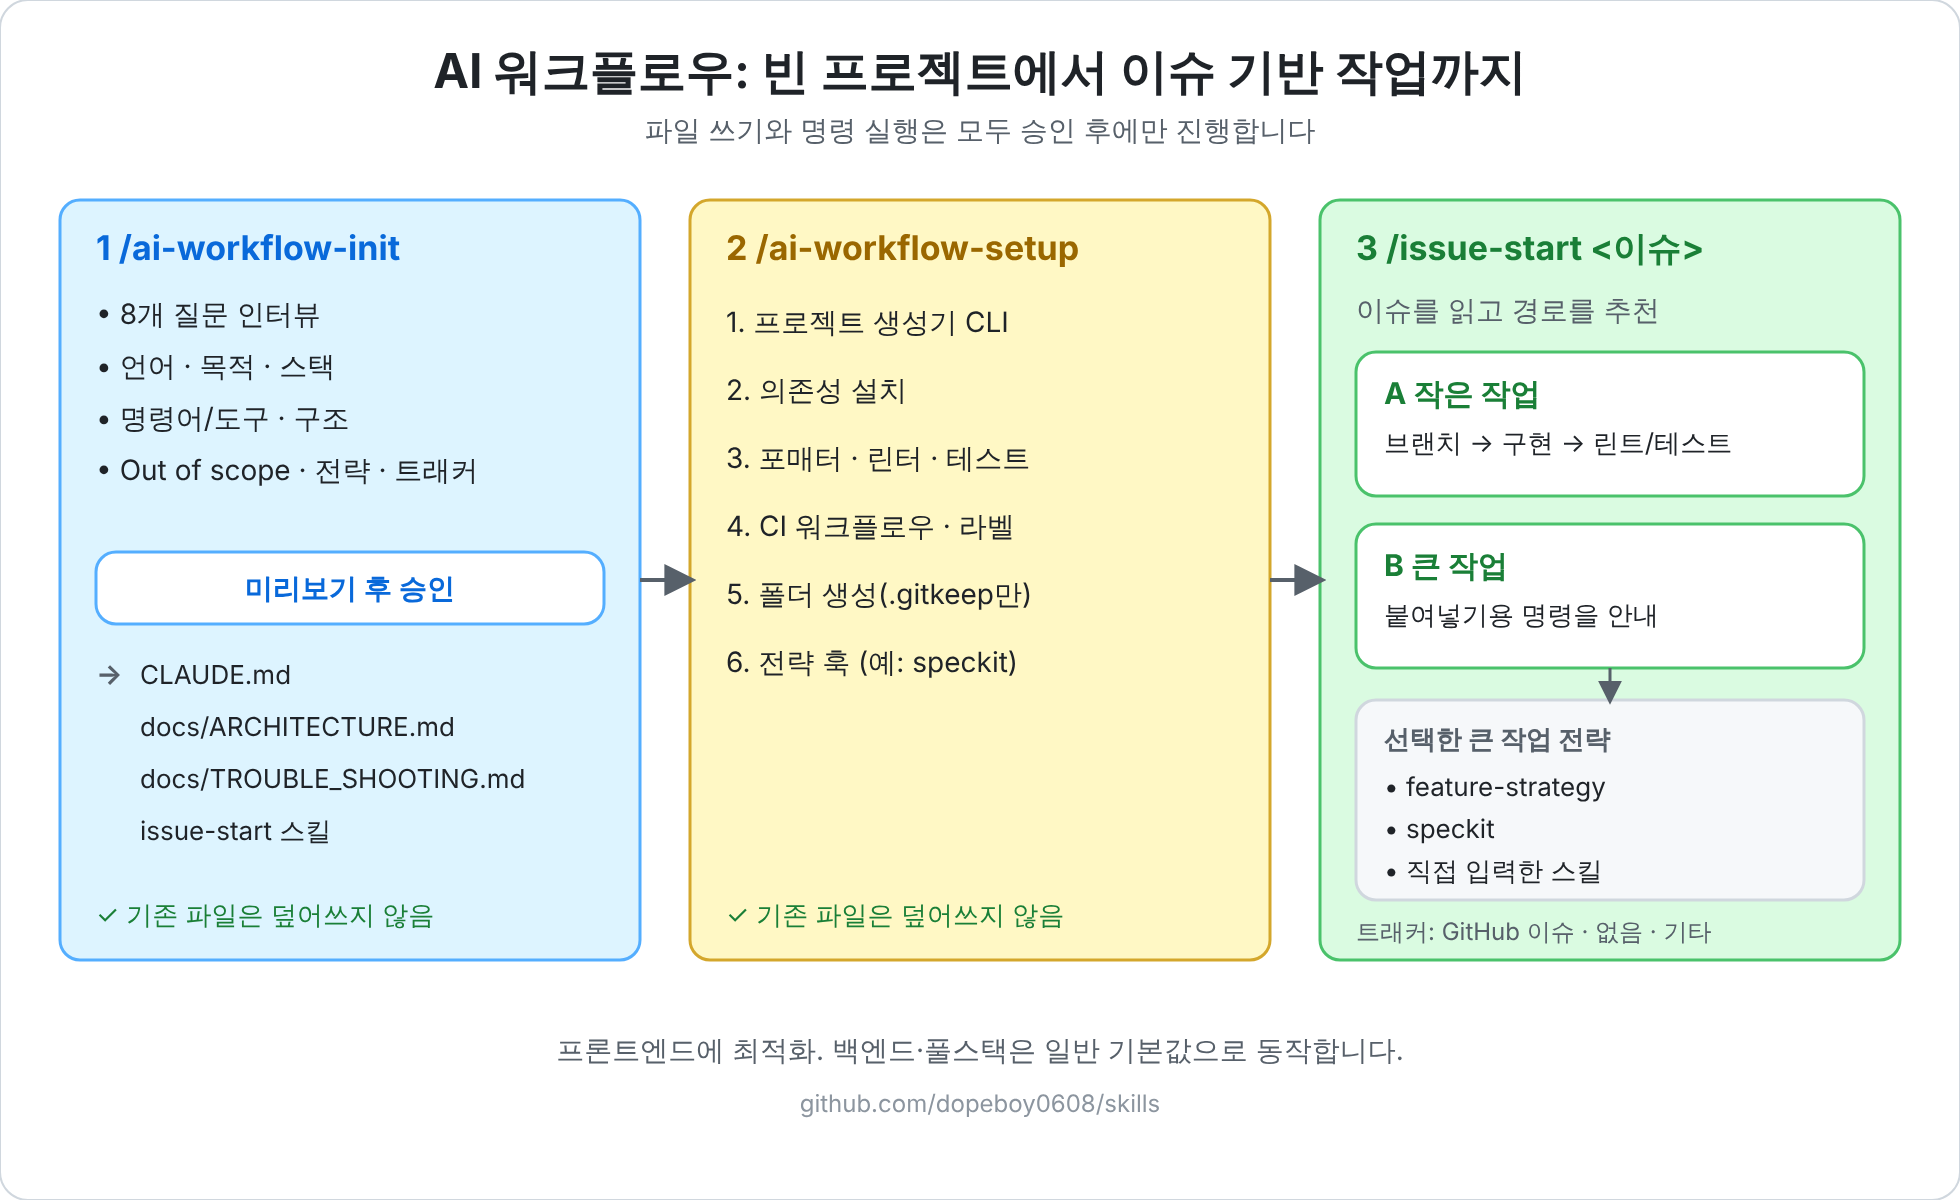 AI 워크플로우: 빈 프로젝트에서 이슈 기반 작업까지
파일 쓰기와 명령 실행은 모두 승인 후에만 진행합니다
1 /ai-workflow-init
• 8개 질문 인터뷰
• 언어 · 목적 · 스택
• 명령어/도구 · 구조
• Out of scope · 전략 · 트래커
미리보기 후 승인
→ CLAUDE.md
docs/ARCHITECTURE.md
docs/TROUBLE_SHOOTING.md
issue-start 스킬
✓ 기존 파일은 덮어쓰지 않음
2 /ai-workflow-setup
1. 프로젝트 생성기 CLI
2. 의존성 설치
3. 포매터 · 린터 · 테스트
4. CI 워크플로우 · 라벨
5. 폴더 생성(.gitkeep만)
6. 전략 훅 (예: speckit)
✓ 기존 파일은 덮어쓰지 않음
3 /issue-start <이슈>
이슈를 읽고 경로를 추천
A 작은 작업
브랜치 → 구현 → 린트/테스트
B 큰 작업
붙여넣기용 명령을 안내
선택한 큰 작업 전략
• feature-strategy
• speckit
• 직접 입력한 스킬
트래커: GitHub 이슈 · 없음 · 기타
프론트엔드에 최적화. 백엔드·풀스택은 일반 기본값으로 동작합니다.
github.com/dopeboy0608/skills